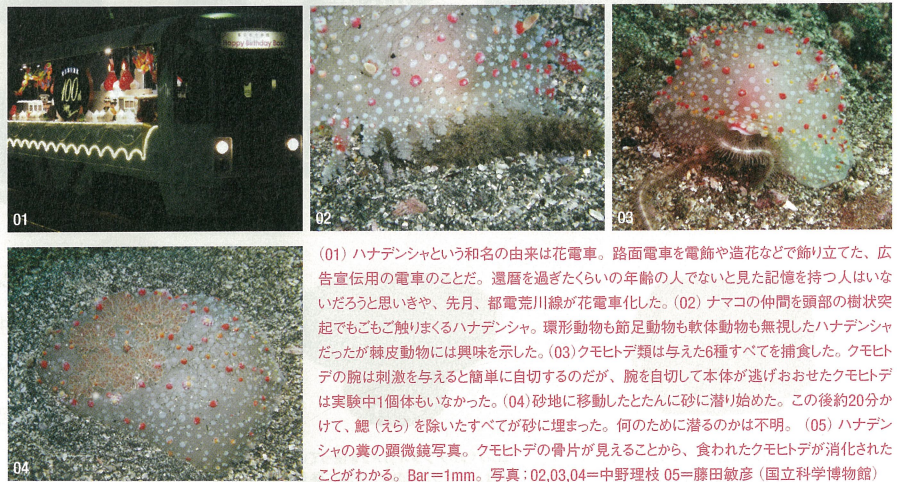 Happy Birthday Box
100th
01
02
03
04
(01) ハナデンシャという和名の由来は花電車。路面電車を電飾や造花などで飾り立てた、広
告宣伝用の電車のことだ。還暦を過ぎたくらいの年齢の人でないと見た記憶を持つ人はいな
いだろうと思いきや、先月、都電荒川線が花電車化した。(02) ナマコの仲間を頭部の樹状突
起でもごもご触りまくるハナデンシャ。環形動物も節足動物も軟体動物も無視したハナデンシャ
だったが棘皮動物には興味を示した。(03)クモヒトデ類は与えた6種すべてを捕食した。クモヒト
デの腕は刺激を与えると簡単に自切するのだが、腕を自切して本体が逃げおおせたクモヒトデ
は実験中1個体もいなかった。(04)砂地に移動したとたんに砂に潜り始めた。この後約20分か
けて、鰓(えら)を除いたすべてが砂に埋まった。何のために潜るのかは不明。(05) ハナデン
シャの糞の顕微鏡写真。クモヒトデの骨片が見えることから、食われたクモヒトデが消化された
ことがわかる。Bar=1mm。写真:02,03,04=中野理枝 05=藤田敏彦 (国立科学博物館)